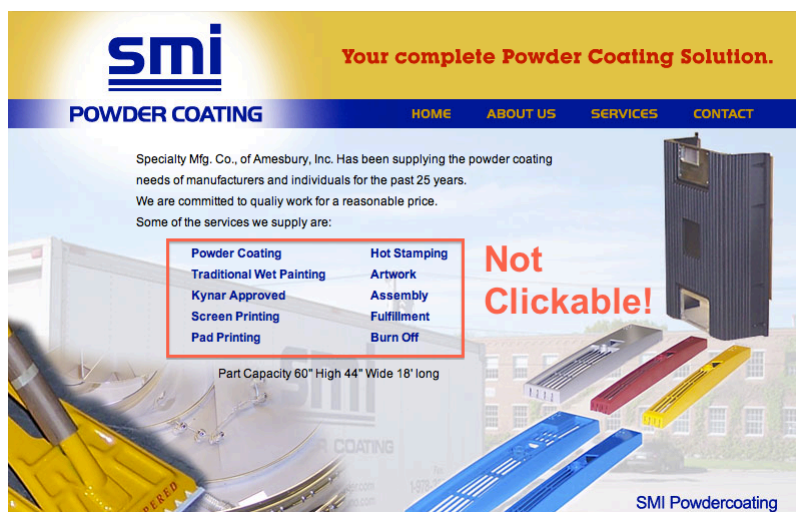 smi
POWDER COATING
Your complete Powder Coating Solution.
HOME ABOUT US SERVICES CONTACT
Specialty Mfg. Co., of Amesbury, Inc. Has been supplying the powder coating
needs of manufacturers and individuals for the past 25 years.
We are committed to qualiy work for a reasonable price.
Some of the services we supply are:
Powder Coating Hot Stamping
Traditional Wet Painting Artwork
Kynar Approved Assembly
Screen Printing Fulfillment
Pad Printing Burn Off
Not
Clickable!
Part Capacity 60" High 44" Wide 18' long
smi
COATING
SMI Powdercoating